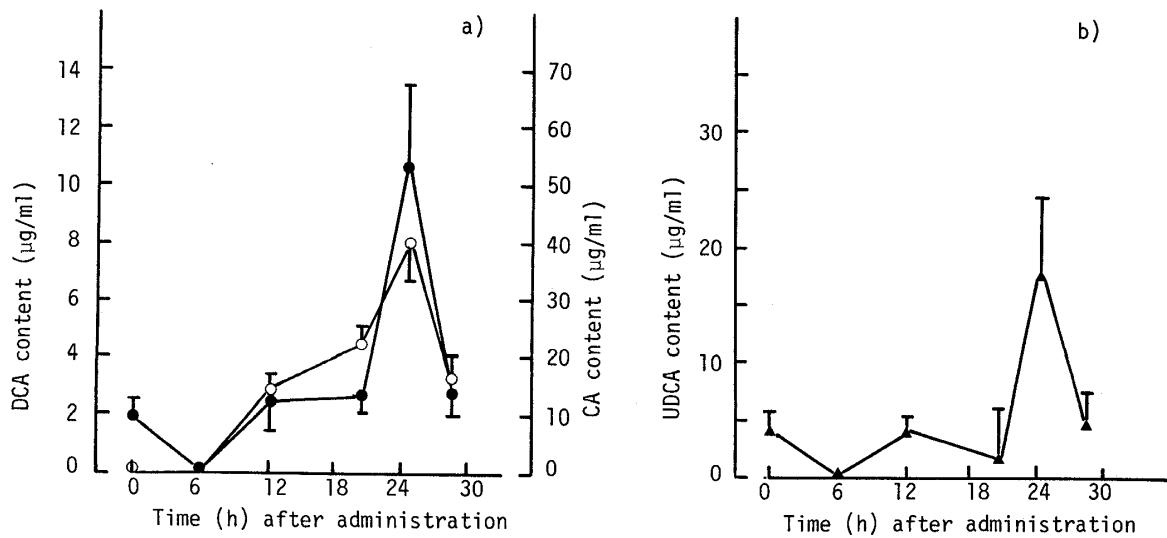 a)
14
12
10
8
6
4
2
0
DCA content (µg/ml)
0 6 12 18 24 30
Time (h) after administration
70
60
50
40
30
20
10
0
CA content (µg/ml)
b)
30
20
10
0
UDCA content (µg/ml)
0 6 12 18 24 30
Time (h) after administration